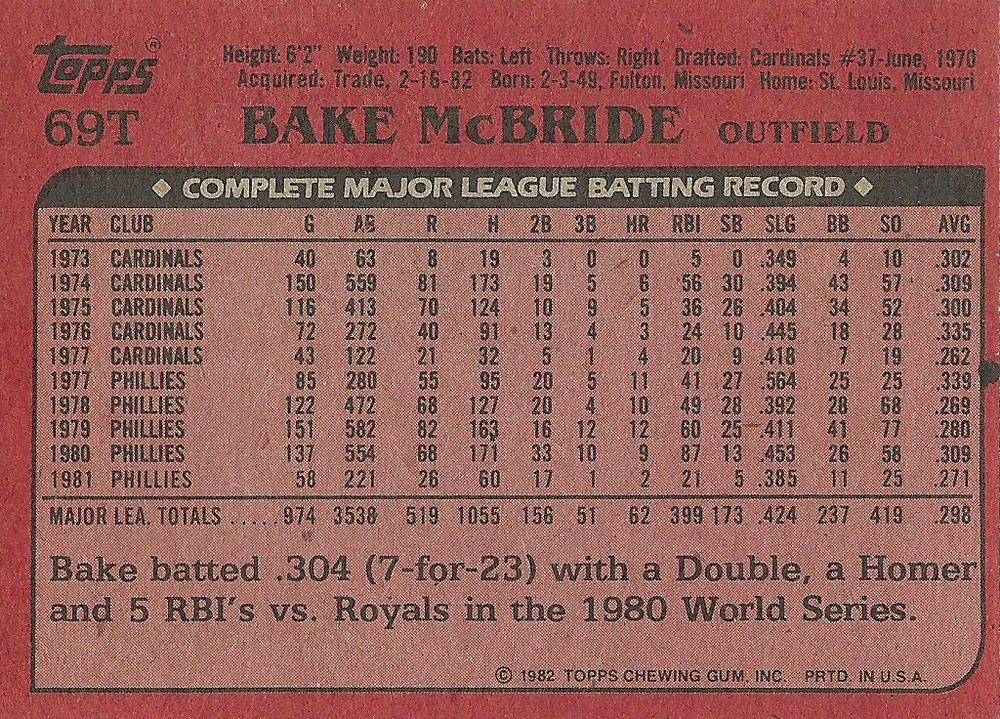 Topps®
Height: 6'2" Weight: 190 Bats: Left Throws: Right Drafted: Cardinals #37-June, 1970
Acquired: Trade, 2-16-82 Born: 2-3-49, Fulton, Missouri Home: St. Louis, Missouri
69T BAKE McBRIDE OUTFIELD
◆ COMPLETE MAJOR LEAGUE BATTING RECORD ◆
YEAR CLUB G AB R H 2B 3B HR RBI SB SLG BB SO AVG
1973 CARDINALS 40 63 8 19 3 0 0 5 0 .349 4 10 .302
1974 CARDINALS 150 559 81 173 19 5 6 56 30 .394 43 57 .309
1975 CARDINALS 116 413 70 124 10 9 5 36 26 .404 34 52 .300
1976 CARDINALS 72 272 40 91 13 4 3 24 10 .445 18 28 .335
1977 CARDINALS 43 122 21 32 5 1 4 20 9 .418 7 19 .262
1977 PHILLIES 85 280 55 95 20 5 11 41 27 .564 25 25 .339
1978 PHILLIES 122 472 68 127 20 4 10 49 28 .392 28 68 .269
1979 PHILLIES 151 582 82 163 16 12 12 60 25 .411 41 77 .280
1980 PHILLIES 137 554 68 171 33 10 9 87 13 .453 26 58 .309
1981 PHILLIES 58 221 26 60 17 1 2 21 5 .385 11 25 .271
MAJOR LEA. TOTALS .....974 3538 519 1055 156 51 62 399 173 .424 237 419 .298
Bake batted .304 (7-for-23) with a Double, a Homer
and 5 RBI's vs. Royals in the 1980 World Series.
© 1982 TOPPS CHEWING GUM, INC. PRTD. IN U.S.A.